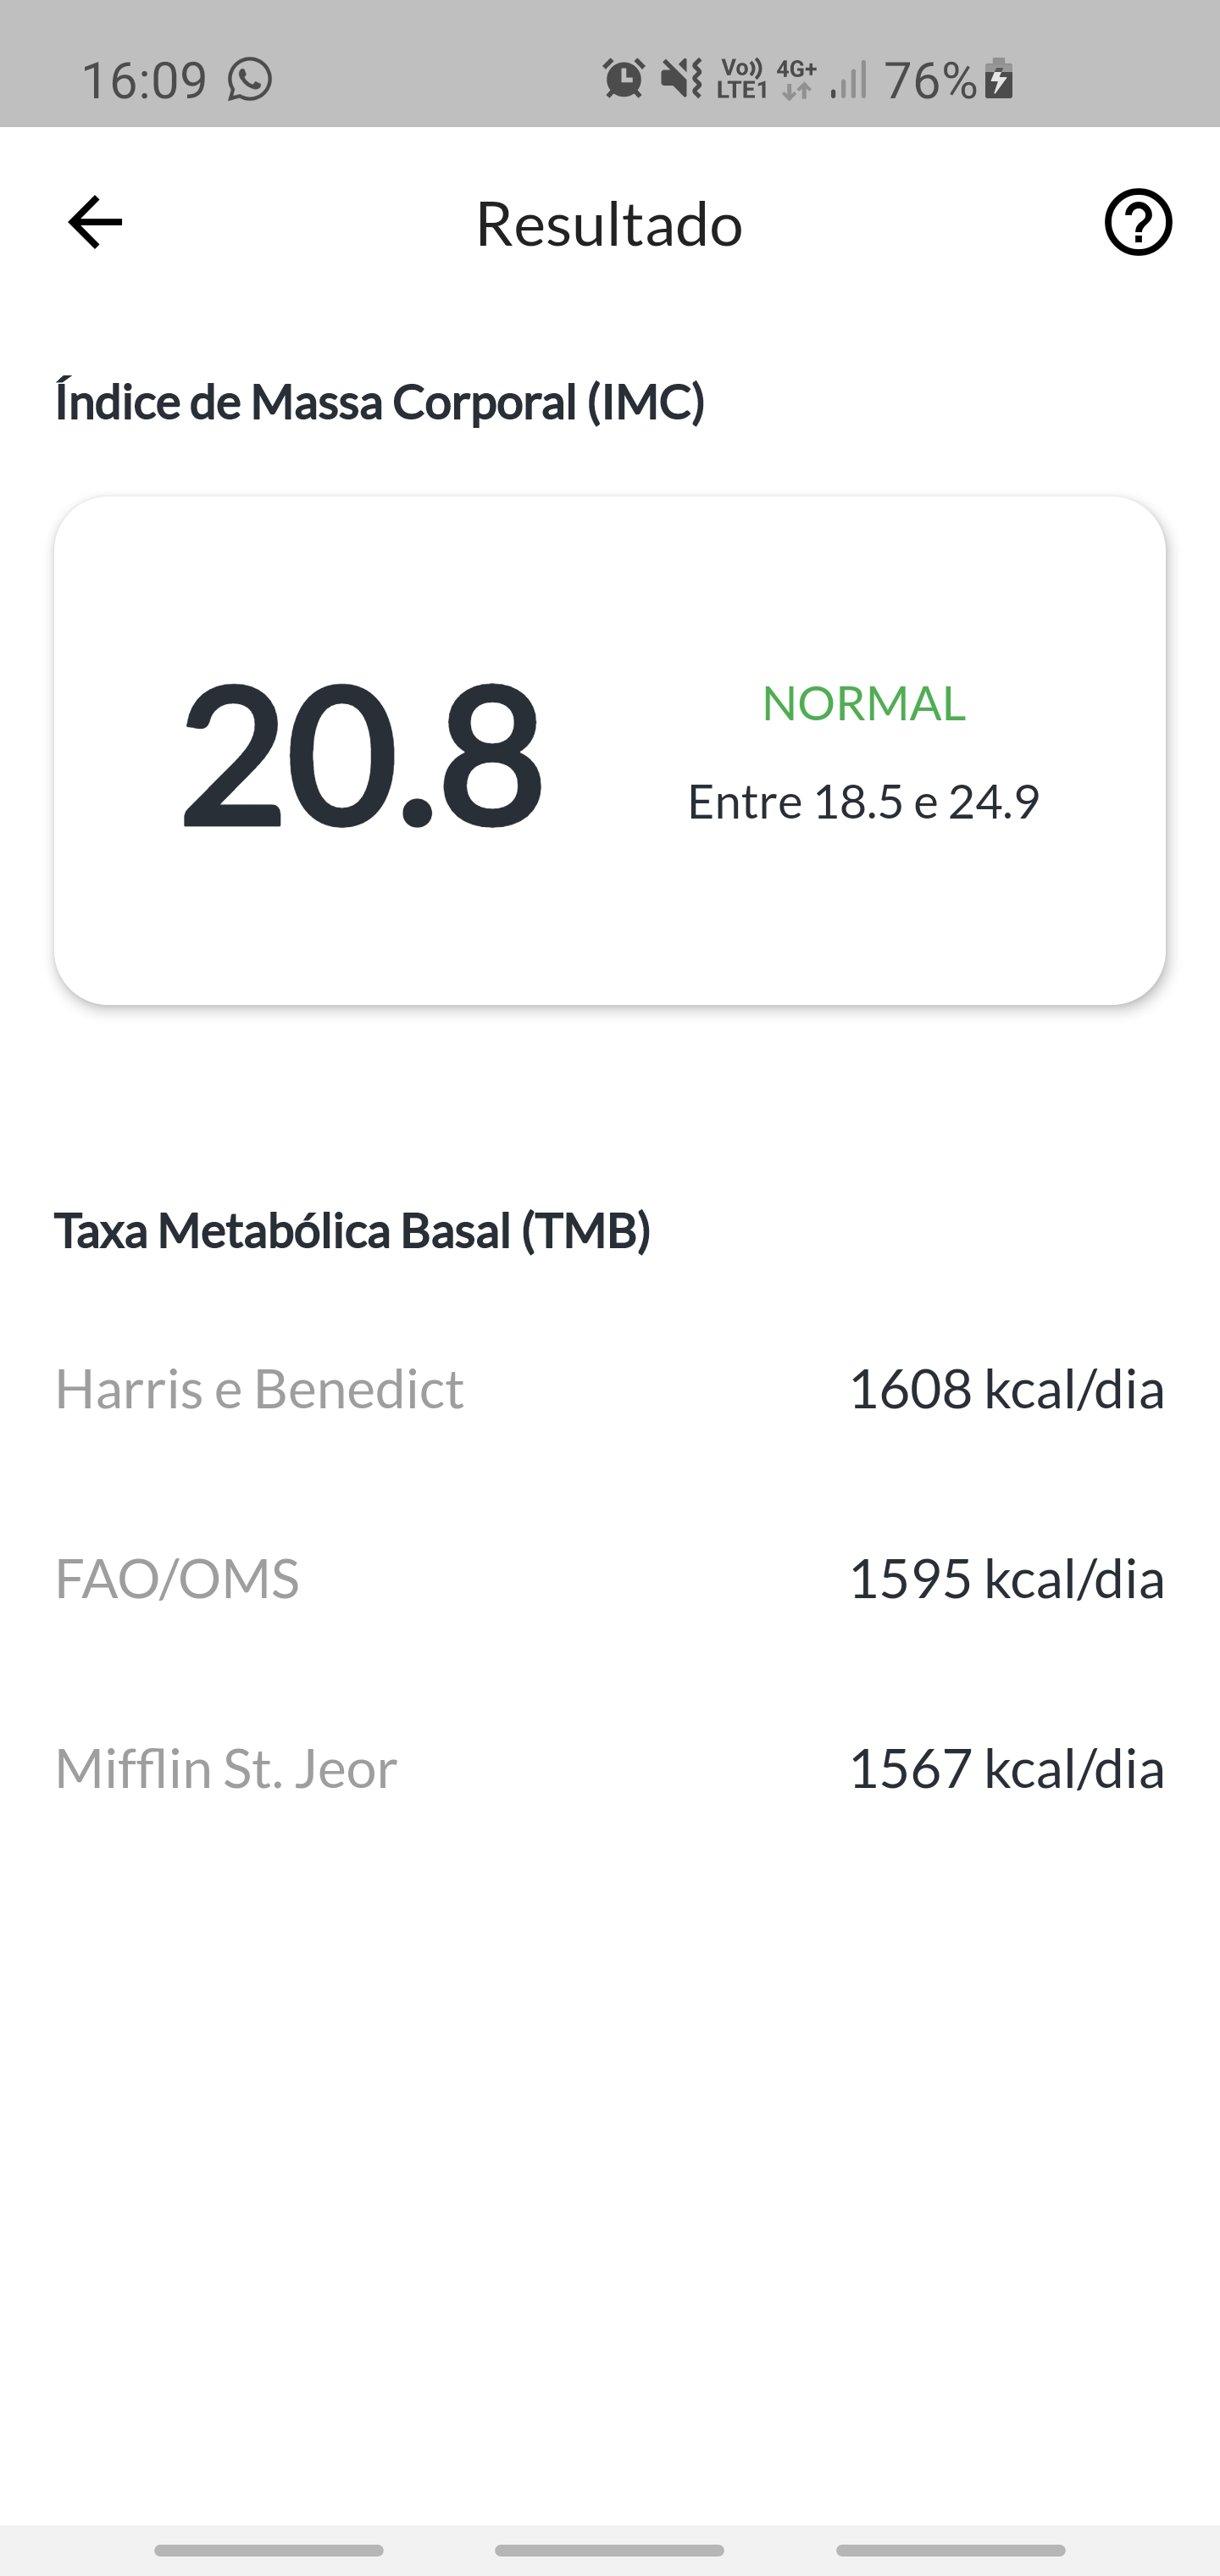 16:09
Vo)) 4G+ 76%
LTE1
Resultado
Índice de Massa Corporal (IMC)
20.8
NORMAL
Entre 18.5 e 24.9
Taxa Metabólica Basal (TMB)
Harris e Benedict 1608 kcal/dia
FAO/OMS 1595 kcal/dia
Mifflin St. Jeor 1567 kcal/dia